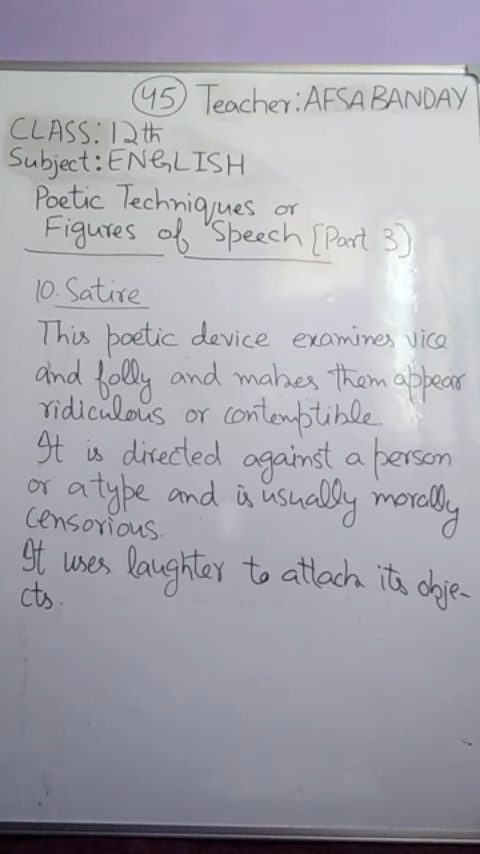 45 Teacher: AFSA BANDAY
CLASS: 12th
Subject: ENGLISH
Poetic Techniques or
Figures of Speech [Part 3}
10. Satire
This poetic device examines vice
and folly and makes them appear
ridiculous or contemptible.
It is directed against a person
or a type and is usually morally
censorious.
It uses laughter to attack its obje-
cts.